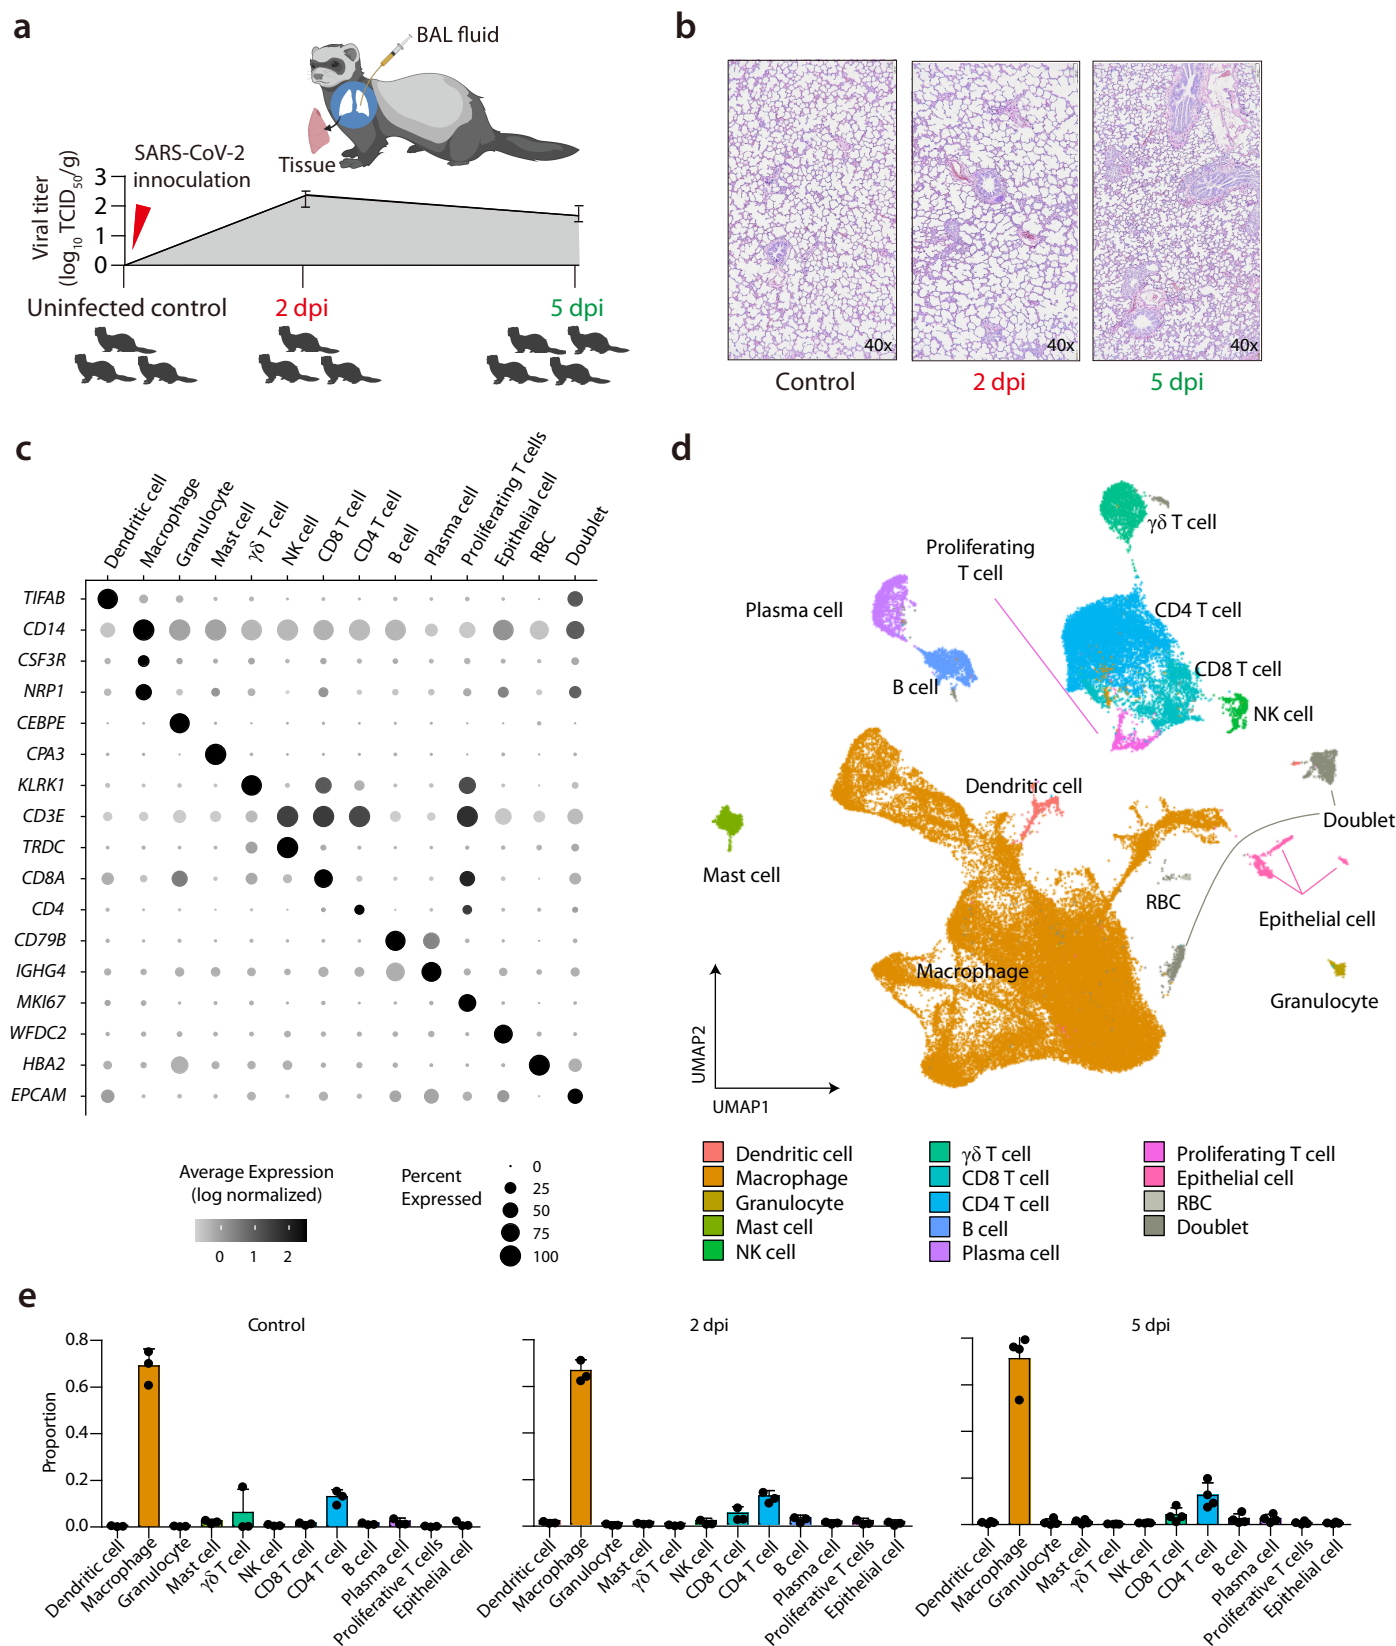 a
BAL fluid
Tissue
SARS-CoV-2
innoculation
Viral titer
(log10 TCID50/g)
3
2
1
0
Uninfected control
2 dpi
5 dpi
b
40x
40x
40x
Control
2 dpi
5 dpi
c
Dendritic cell
Macrophage
Granulocyte
Mast cell
γδ T cell
NK cell
CD8 T cell
CD4 T cell
B cell
Plasma cell
Proliferating T cells
Epithelial cell
RBC
Doublet
TIFAB
CD14
CSF3R
NRP1
CEBPE
CPA3
KLRK1
CD3E
TRDC
CD8A
CD4
CD79B
IGHG4
MKI67
WFDC2
HBA2
EPCAM
Average Expression
(log normalized)
0 1 2
Percent
Expressed
0
25
50
75
100
d
γδ T cell
Proliferating
T cell
Plasma cell
CD4 T cell
B cell
CD8 T cell
NK cell
Dendritic cell
Doublet
Mast cell
RBC
Epithelial cell
Macrophage
Granulocyte
UMAP2
UMAP1
Dendritic cell
Macrophage
Granulocyte
Mast cell
NK cell
γδ T cell
CD8 T cell
CD4 T cell
B cell
Plasma cell
Proliferating T cell
Epithelial cell
RBC
Doublet
e
Control
2 dpi
5 dpi
Proportion
0.8
0.6
0.4
0.2
0.0
Dendritic cell
Macrophage
Granulocyte
Mast cell
γδ T cell
NK cell
CD8 T cell
CD4 T cell
B cell
Plasma cell
Proliferative T cells
Epithelial cell
Dendritic cell
Macrophage
Granulocyte
Mast cell
γδ T cell
NK cell
CD8 T cell
CD4 T cell
B cell
Plasma cell
Proliferative T cells
Epithelial cell
Dendritic cell
Macrophage
Granulocyte
Mast cell
γδ T cell
NK cell
CD8 T cell
CD4 T cell
B cell
Plasma cell
Proliferative T cells
Epithelial cell